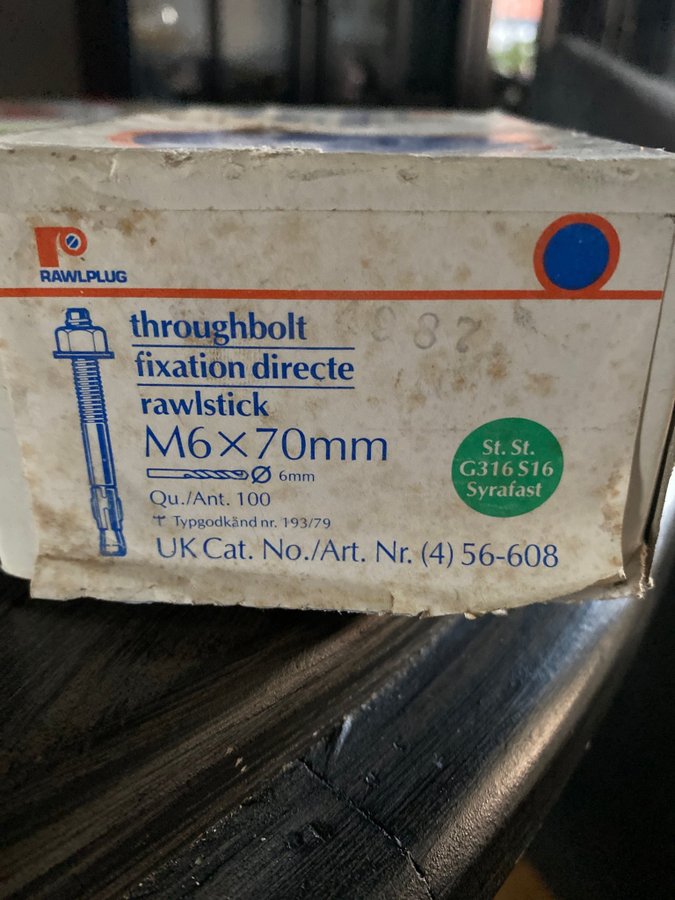 RAWLPLUG
throughbolt
fixation directe
rawlstick
M6×70mm
Ø 6mm
Qu./Ant. 100
Typgodkänd nr. 193/79
UK Cat. No./Art. Nr. (4) 56-608
St. St.
G316 S16
Syrafast